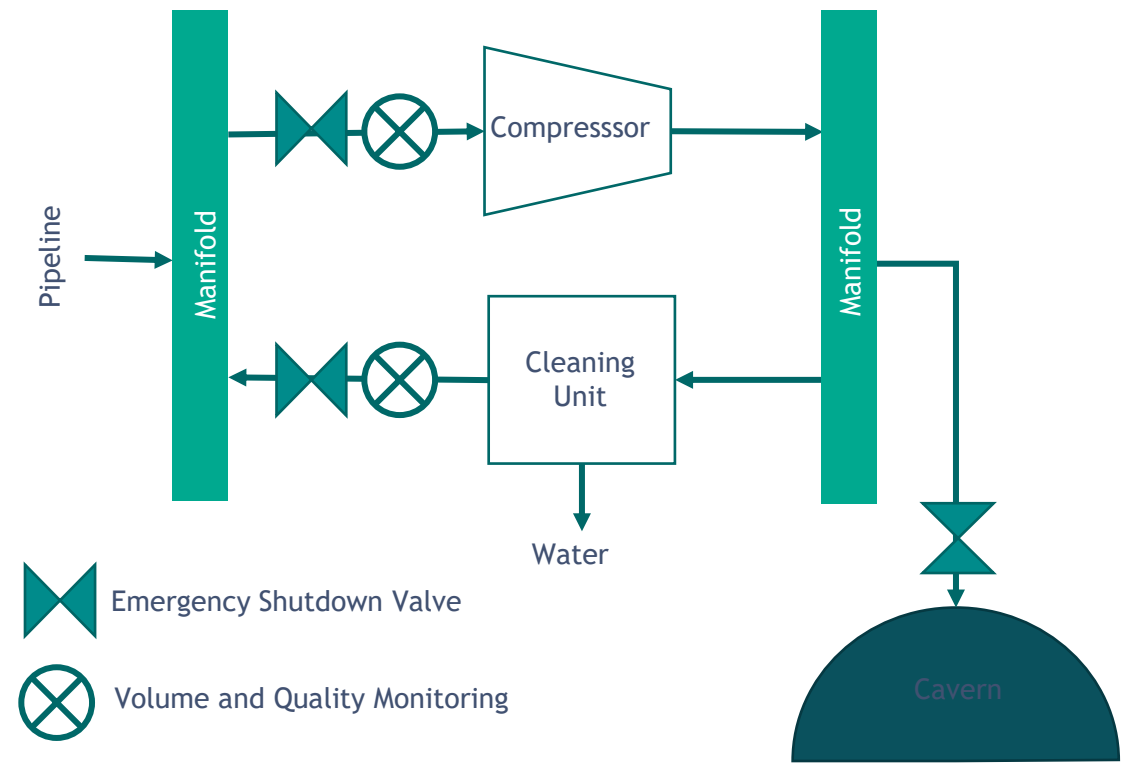 Compresssor
Pipeline
Manifold
Manifold
Cleaning
Unit
Water
Emergency Shutdown Valve
Volume and Quality Monitoring
Cavern